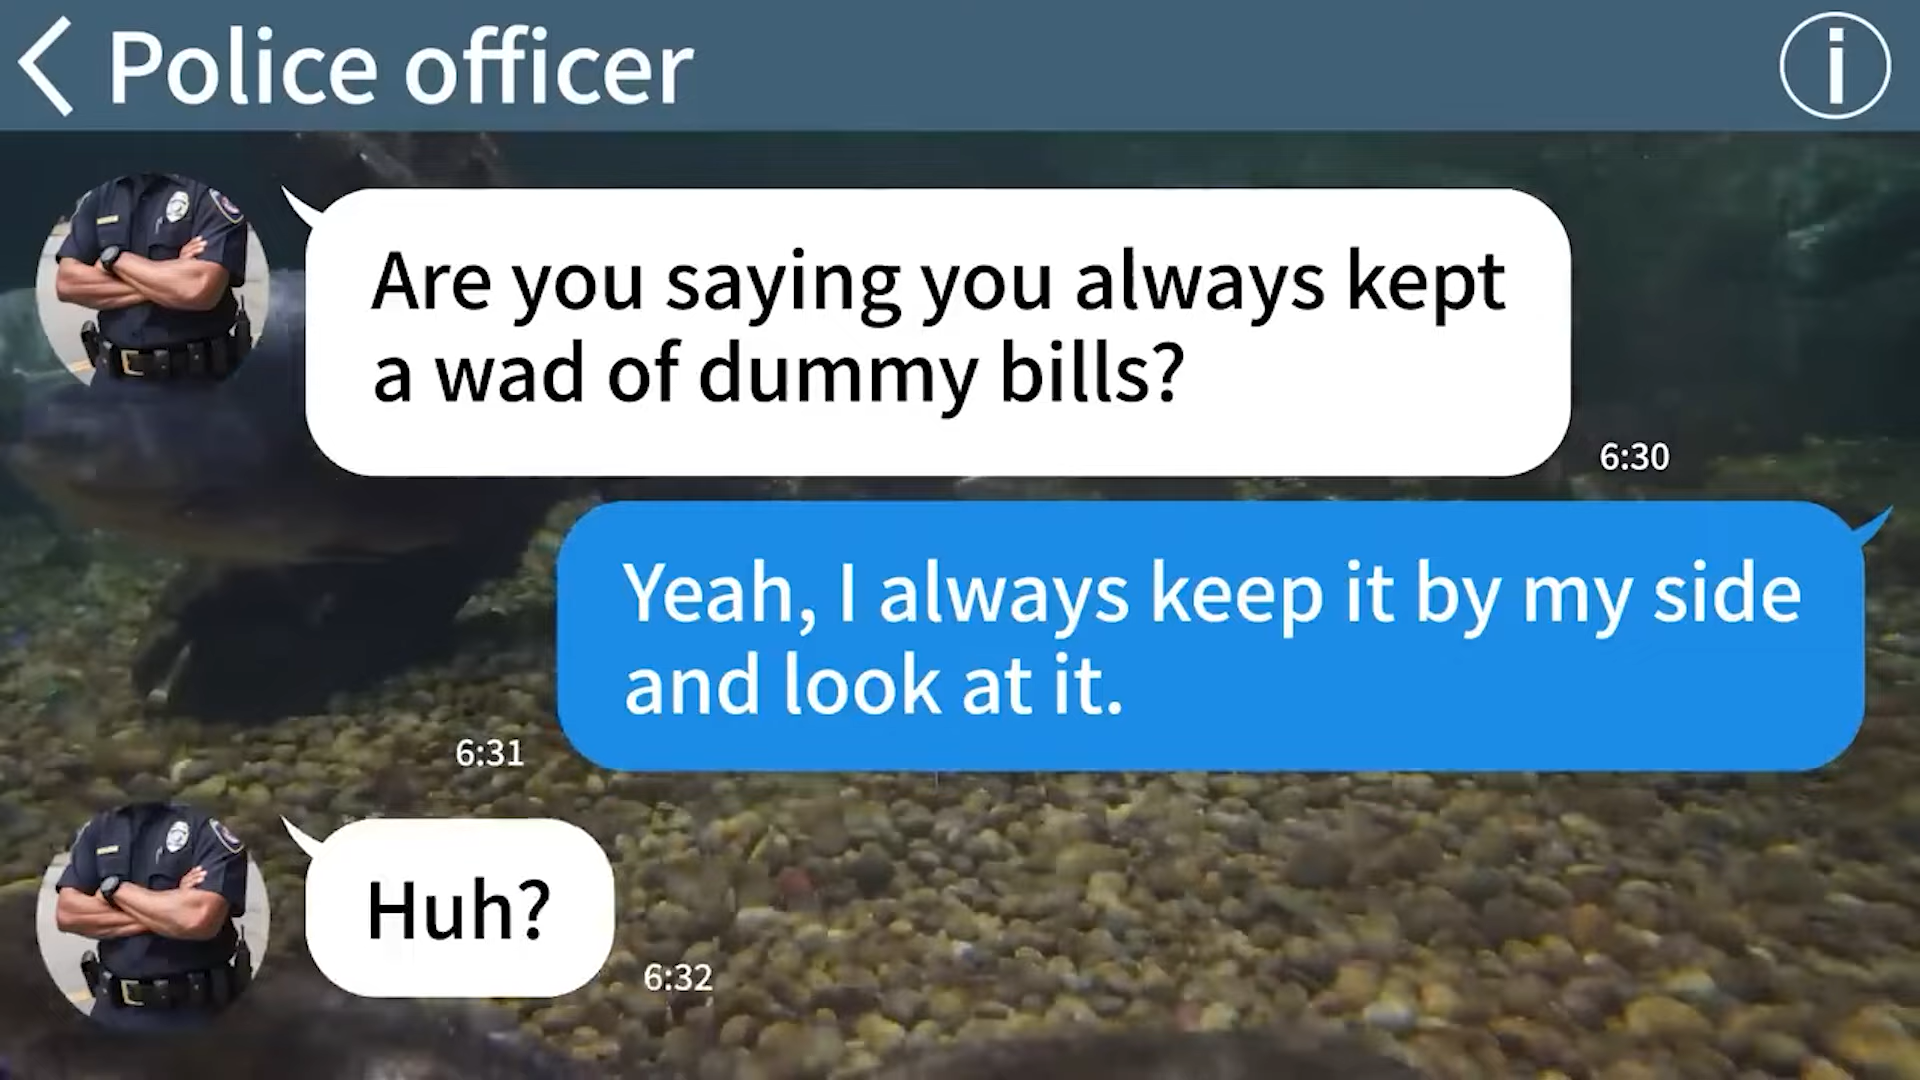 Police officer
Are you saying you always kept
a wad of dummy bills?
6:30
Yeah, I always keep it by my side
and look at it.
6:31
Huh?
6:32